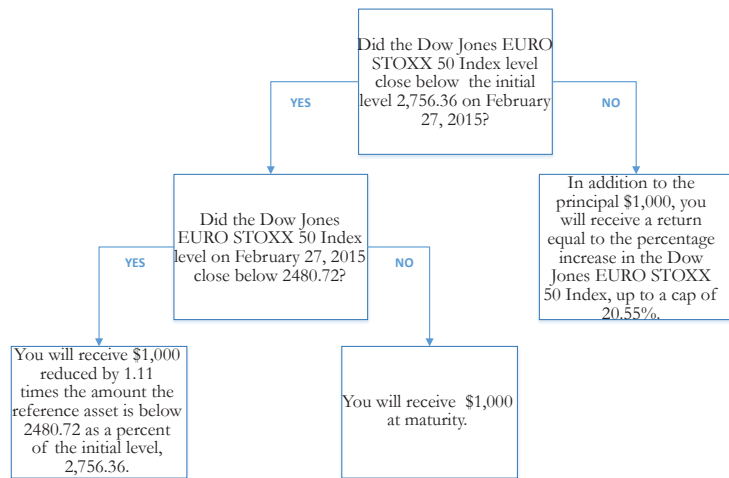 Did the Dow Jones EURO
STOXX 50 Index level
close below the initial
level 2,756.36 on February
27, 2015?
YES
NO
Did the Dow Jones
EURO STOXX 50 Index
level on February 27, 2015
close below 2480.72?
In addition to the
principal $1,000, you
will receive a return
equal to the percentage
increase in the Dow
Jones EURO STOXX
50 Index, up to a cap of
20.55%.
YES
NO
You will receive $1,000
reduced by 1.11
times the amount the
reference asset is below
2480.72 as a percent
of the initial level,
2,756.36.
You will receive $1,000
at maturity.